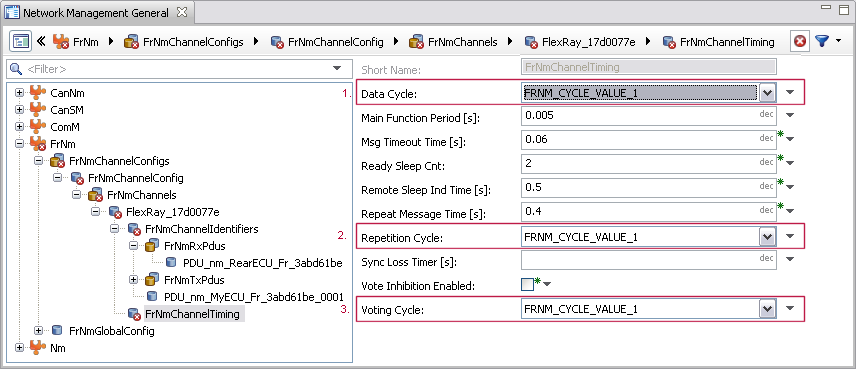 Network Management General
FrNm FrNmChannelConfigs FrNmChannelConfig FrNmChannels FlexRay_17d0077e FrNmChannelTiming
<Filter>
CanNm
CanSM
ComM
FrNm
FrNmChannelConfigs
FrNmChannelConfig
FrNmChannels
FlexRay_17d0077e
FrNmChannelIdentifiers
FrNmRxPdus
PDU_nm_RearECU_Fr_3abd61be
FrNmTxPdus
PDU_nm_MyECU_Fr_3abd61be_0001
FrNmChannelTiming
FrNmGlobalConfig
Nm
Short Name: FrNmChannelTiming
1. Data Cycle: FRNM_CYCLE_VALUE_1
Main Function Period [s]: 0.005 dec
Msg Timeout Time [s]: 0.06 dec
Ready Sleep Cnt: 2 dec
Remote Sleep Ind Time [s]: 0.5 dec
Repeat Message Time [s]: 0.4 dec
2. Repetition Cycle: FRNM_CYCLE_VALUE_1
Sync Loss Timer [s]: dec
Vote Inhibition Enabled:
3. Voting Cycle: FRNM_CYCLE_VALUE_1